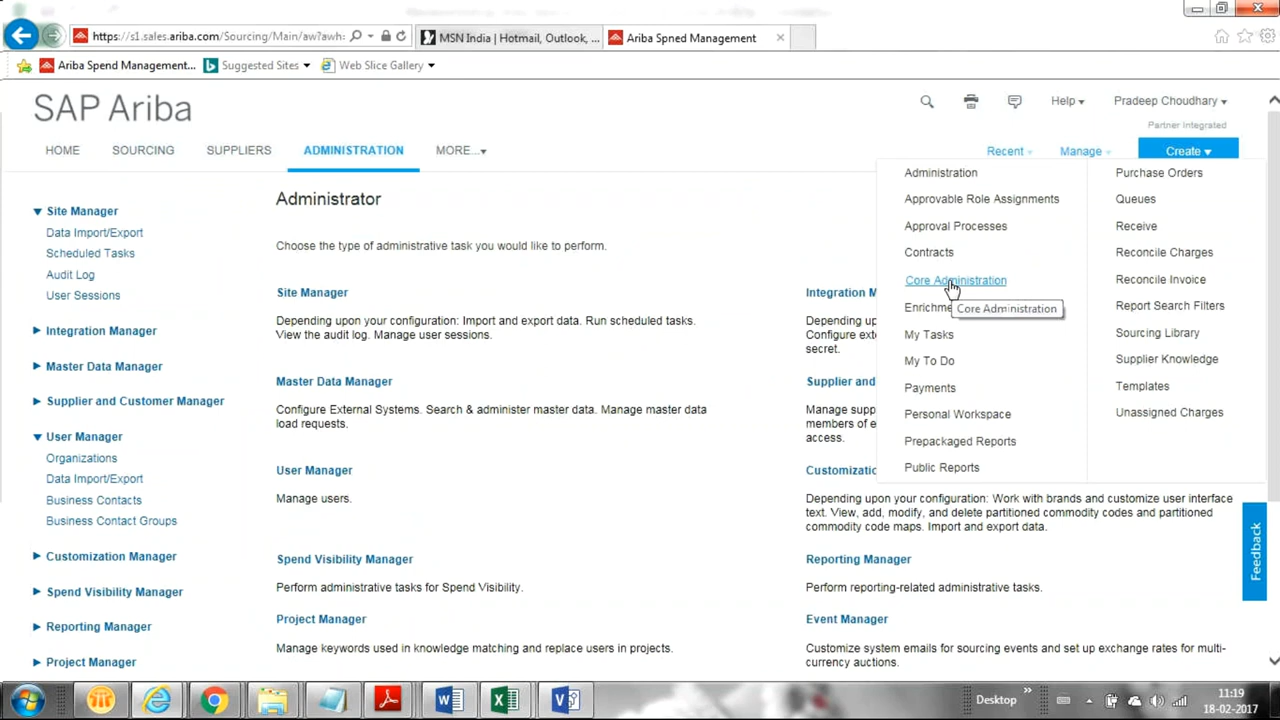 https://s1.sales.ariba.com/Sourcing/Main/aw?awh:
MSN India | Hotmail, Outlook, ...
Ariba Spned Management
Ariba Spend Management...
Suggested Sites
Web Slice Gallery
SAP Ariba
Help
Pradeep Choudhary
Partner Integrated
HOME
SOURCING
SUPPLIERS
ADMINISTRATION
MORE...
Recent
Manage
Create
Site Manager
Data Import/Export
Scheduled Tasks
Audit Log
User Sessions
Integration Manager
Master Data Manager
Supplier and Customer Manager
User Manager
Organizations
Data Import/Export
Business Contacts
Business Contact Groups
Customization Manager
Spend Visibility Manager
Reporting Manager
Project Manager
Administrator
Choose the type of administrative task you would like to perform.
Site Manager
Depending upon your configuration: Import and export data. Run scheduled tasks.
View the audit log. Manage user sessions.
Master Data Manager
Configure External Systems. Search & administer master data. Manage master data
load requests.
User Manager
Manage users.
Spend Visibility Manager
Perform administrative tasks for Spend Visibility.
Project Manager
Manage keywords used in knowledge matching and replace users in projects.
Integration M
Depending up
Configure exte
secret.
Supplier and
Manage supp
members of e
access.
Customizatio
Depending upon your configuration: Work with brands and customize user interface
text. View, add, modify, and delete partitioned commodity codes and partitioned
commodity code maps. Import and export data.
Reporting Manager
Perform reporting-related administrative tasks.
Event Manager
Customize system emails for sourcing events and set up exchange rates for multi-
currency auctions.
Administration
Approvable Role Assignments
Approval Processes
Contracts
Core Administration
Enrichme
Core Administration
My Tasks
My To Do
Payments
Personal Workspace
Prepackaged Reports
Public Reports
Purchase Orders
Queues
Receive
Reconcile Charges
Reconcile Invoice
Report Search Filters
Sourcing Library
Supplier Knowledge
Templates
Unassigned Charges
Feedback
Desktop
11:19
18-02-2017